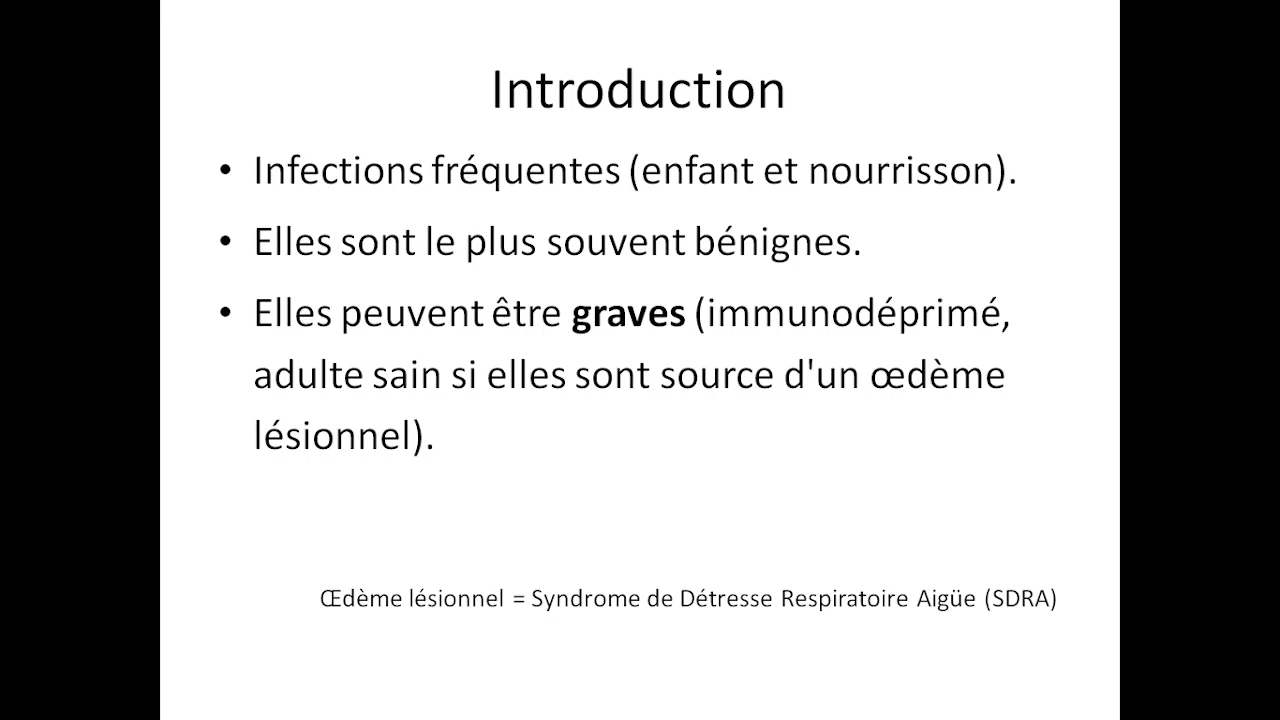 Introduction
• Infections fréquentes (enfant et nourrisson).
• Elles sont le plus souvent bénignes.
• Elles peuvent être graves (immunodéprimé,
adulte sain si elles sont source d'un œdème
lésionnel).
Œdème lésionnel = Syndrome de Détresse Respiratoire Aigüe (SDRA)